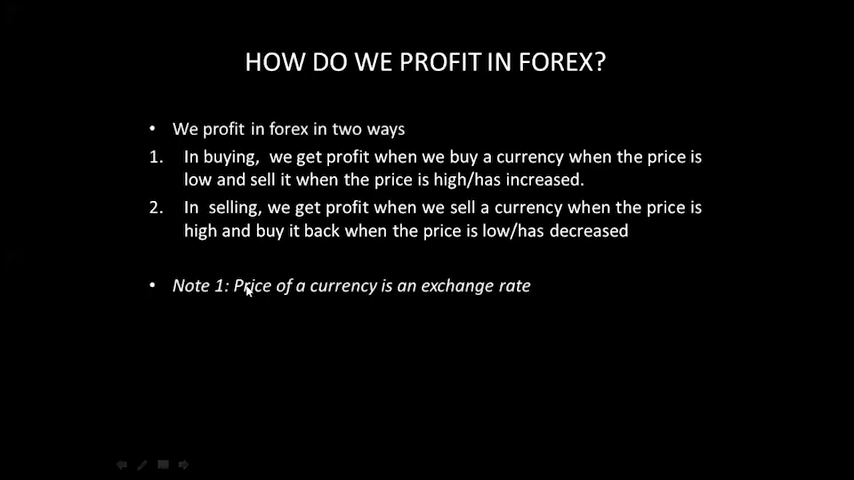 HOW DO WE PROFIT IN FOREX?
• We profit in forex in two ways
1. In buying, we get profit when we buy a currency when the price is
low and sell it when the price is high/has increased.
2. In selling, we get profit when we sell a currency when the price is
high and buy it back when the price is low/has decreased
• Note 1: Price of a currency is an exchange rate